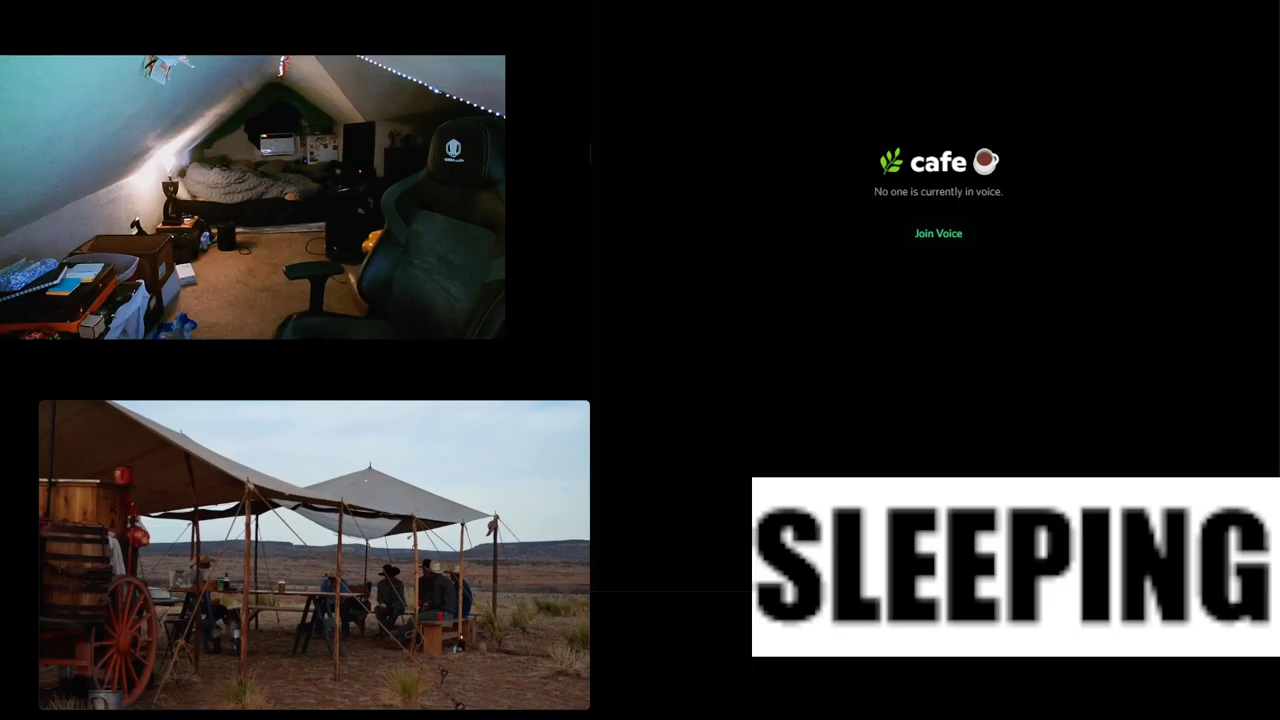 🌿 cafe ☕
No one is currently in voice.
Join Voice
SLEEPING